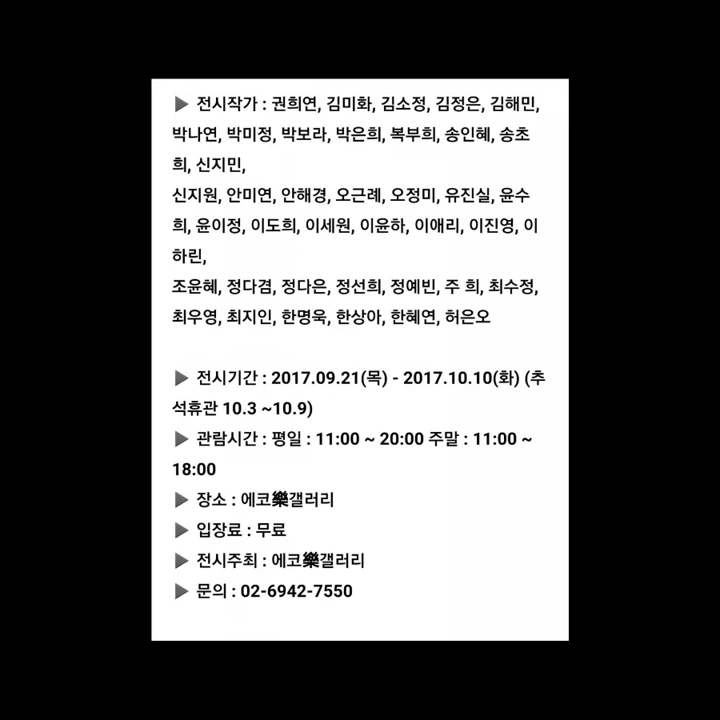 ▶ 전시작가 : 권희연, 김미화, 김소정, 김정은, 김해민,
박나연, 박미정, 박보라, 박은희, 복부희, 송인혜, 송초
희, 신지민,
신지원, 안미연, 안해경, 오근례, 오정미, 유진실, 윤수
희, 윤이정, 이도희, 이세원, 이윤하, 이애리, 이진영, 이
하린,
조윤혜, 정다겸, 정다은, 정선희, 정예빈, 주 희, 최수정,
최우영, 최지인, 한명욱, 한상아, 한혜연, 허은오
▶ 전시기간 : 2017.09.21(목) - 2017.10.10(화) (추
석휴관 10.3 ~10.9)
▶ 관람시간 : 평일 : 11:00 ~ 20:00 주말 : 11:00 ~
18:00
▶ 장소 : 에코樂갤러리
▶ 입장료 : 무료
▶ 전시주최 : 에코樂갤러리
▶ 문의 : 02-6942-7550